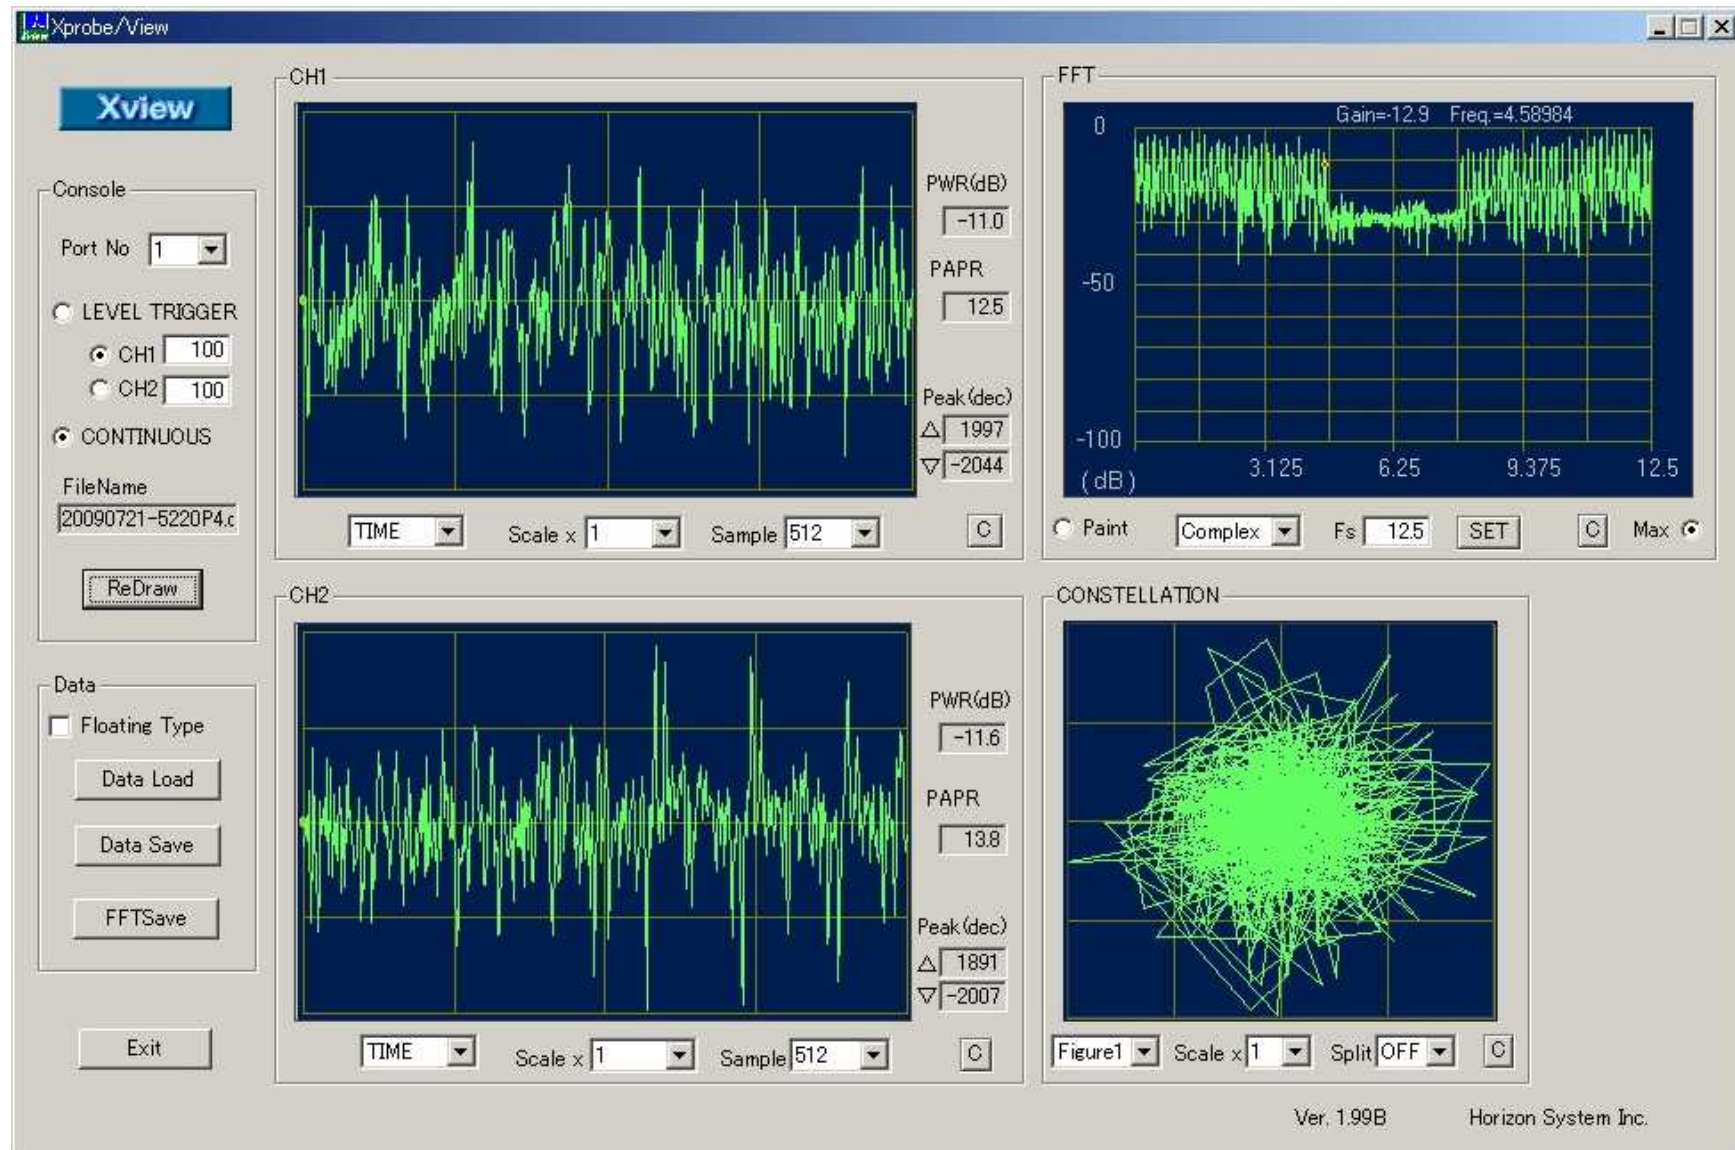 Xprobe/View
Xview
Console
Port No 1
LEVEL TRIGGER
CH1 100
CH2 100
CONTINUOUS
FileName
20090721-5220P4.c
ReDraw
Data
Floating Type
Data Load
Data Save
FFTSave
Exit
CH1
PWR(dB)
-11.0
PAPR
12.5
Peak(dec)
△ 1997
▽ -2044
TIME Scale x 1 Sample 512 C
CH2
PWR(dB)
-11.6
PAPR
13.8
Peak(dec)
△ 1891
▽ -2007
TIME Scale x 1 Sample 512 C
FFT
Gain=-12.9 Freq.=4.58984
0
-50
-100
(dB)
3.125 6.25 9.375 12.5
Paint Complex Fs 12.5 SET C Max
CONSTELLATION
Figure1 Scale x 1 Split OFF C
Ver. 1.99B Horizon System Inc.